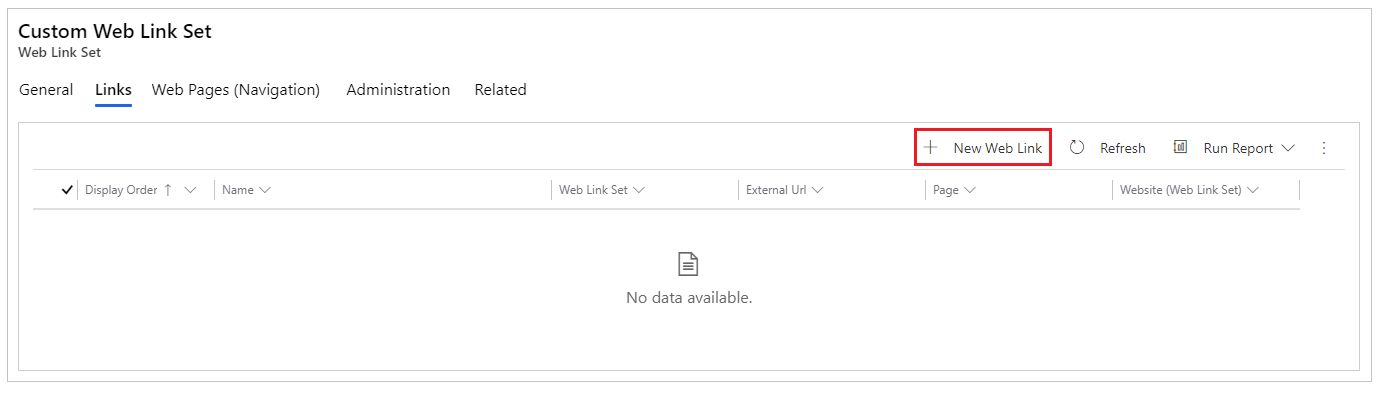 Custom Web Link Set
Web Link Set
General Links Web Pages (Navigation) Administration Related
New Web Link Refresh Run Report
Display Order Name Web Link Set External Url Page Website (Web Link Set)
No data available.